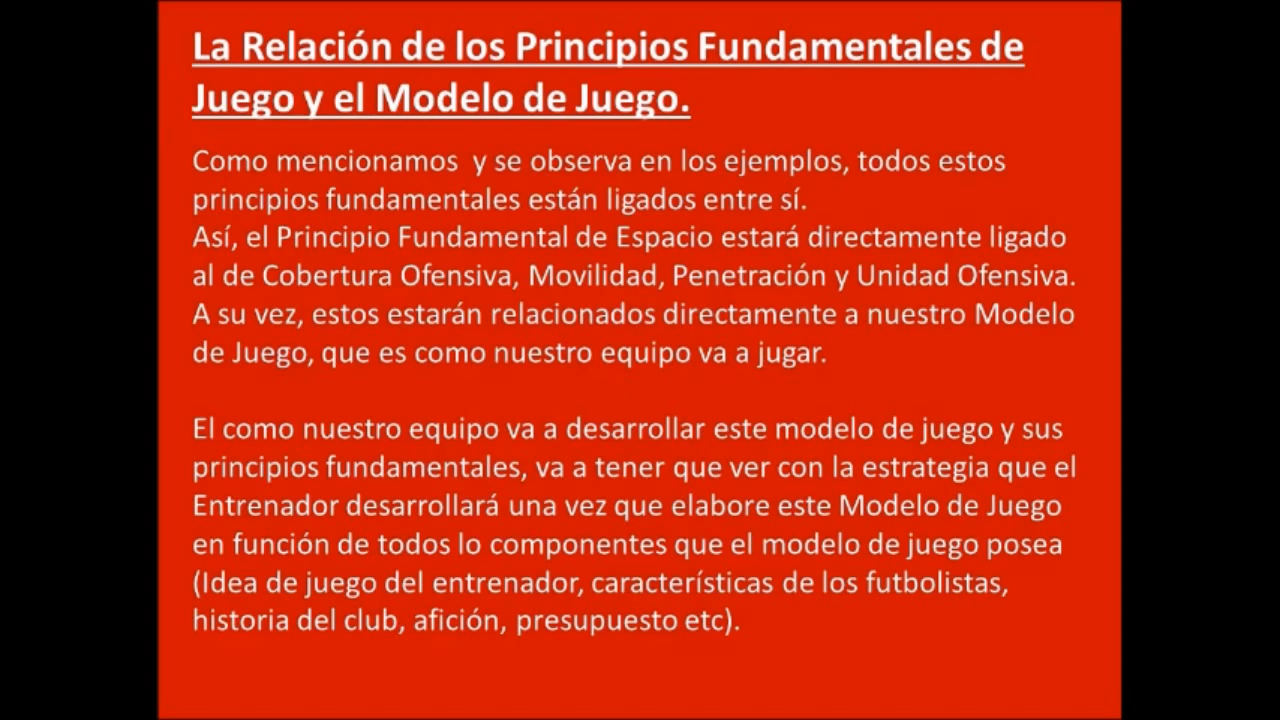 La Relación de los Principios Fundamentales de
Juego y el Modelo de Juego.
Como mencionamos  y se observa en los ejemplos, todos estos
principios fundamentales están ligados entre sí.
Así, el Principio Fundamental de Espacio estará directamente ligado
al de Cobertura Ofensiva, Movilidad, Penetración y Unidad Ofensiva.
A su vez, estos estarán relacionados directamente a nuestro Modelo
de Juego, que es como nuestro equipo va a jugar.
El como nuestro equipo va a desarrollar este modelo de juego y sus
principios fundamentales, va a tener que ver con la estrategia que el
Entrenador desarrollará una vez que elabore este Modelo de Juego
en función de todos lo componentes que el modelo de juego posea
(Idea de juego del entrenador, características de los futbolistas,
historia del club, afición, presupuesto etc).